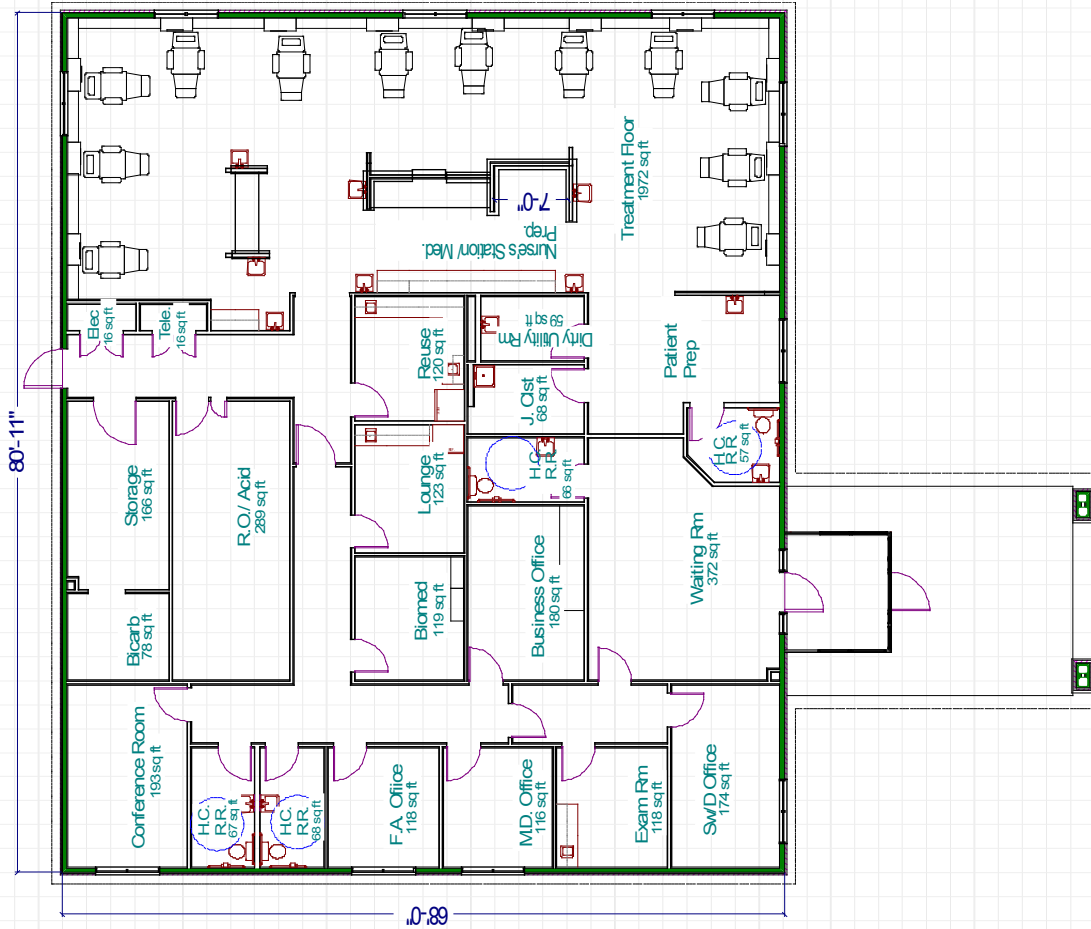 Treatment Floor
1972 sq ft
7'-0"
Nurse's Station/ Med.
Prep.
Elec
16 sq ft
Tele.
16 sq ft
Reuse
120 sq ft
Dirty Utility Rm
59 sq ft
Patient
Prep
J. Clst
68 sq ft
H.C.
R.R.
57 sq ft
80'-11"
Storage
166 sq ft
R.O./ Acid
289 sq ft
Lounge
123 sq ft
H.C.
R.R.
66 sq ft
Waiting Rm
372 sq ft
Business Office
180 sq ft
Biomed
119 sq ft
Bicarb
78 sq ft
Conference Room
193 sq ft
H.C.
R.R.
67 sq ft
H.C.
R.R.
68 sq ft
F.A. Ofiice
118 sq ft
M.D. Office
116 sq ft
Exam Rm
118 sq ft
Sw/D Office
174 sq ft
68'-0"